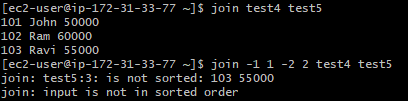 [ec2-user@ip-172-31-33-77 ~]$ join test4 test5
101 John 50000
102 Ram 60000
103 Ravi 55000
[ec2-user@ip-172-31-33-77 ~]$ join -1 1 -2 2 test4 test5
join: test5:3: is not sorted: 103 55000
join: input is not in sorted order